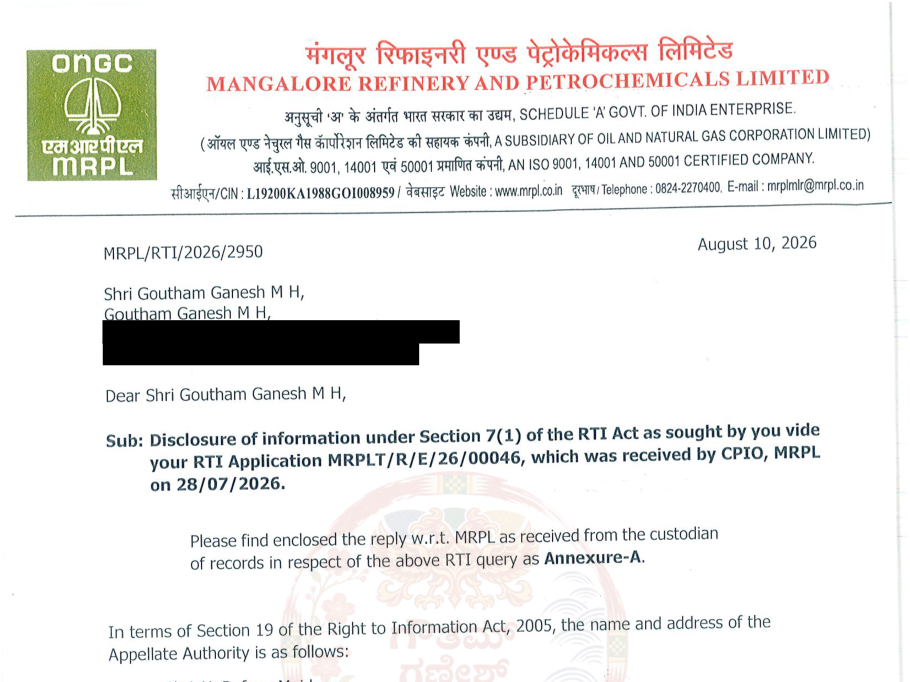 ONGC
एमआरपीएल
MRPL
मंगलूर रिफाइनरी एण्ड पेट्रोकेमिकल्स लिमिटेड
MANGALORE REFINERY AND PETROCHEMICALS LIMITED
अनुसूची 'अ' के अंतर्गत भारत सरकार का उद्यम, SCHEDULE 'A' GOVT. OF INDIA ENTERPRISE.
(ऑयल एण्ड नेचुरल गैस कॅार्पोरेशन लिमिटेड की सहायक कंपनी, A SUBSIDIARY OF OIL AND NATURAL GAS CORPORATION LIMITED)
आई.एस.ओ. 9001, 14001 एवं 50001 प्रमाणित कंपनी, AN ISO 9001, 14001 AND 50001 CERTIFIED COMPANY.
सीआईएन/CIN : L19200KA1988GOI008959 / वेबसाइट Website : www.mrpl.co.in दूरभाष/Telephone : 0824-2270400, E-mail : mrplmlr@mrpl.co.in
MRPL/RTI/2026/2950
August 10, 2026
Shri Goutham Ganesh M H,
Goutham Ganesh M H,
Dear Shri Goutham Ganesh M H,
Sub: Disclosure of information under Section 7(1) of the RTI Act as sought by you vide
your RTI Application MRPLT/R/E/26/00046, which was received by CPIO, MRPL
on 28/07/2026.
Please find enclosed the reply w.r.t. MRPL as received from the custodian
of records in respect of the above RTI query as Annexure-A.
In terms of Section 19 of the Right to Information Act, 2005, the name and address of the
Appellate Authority is as follows:
ಗೌತಮ್
ಗಣೇಶ್